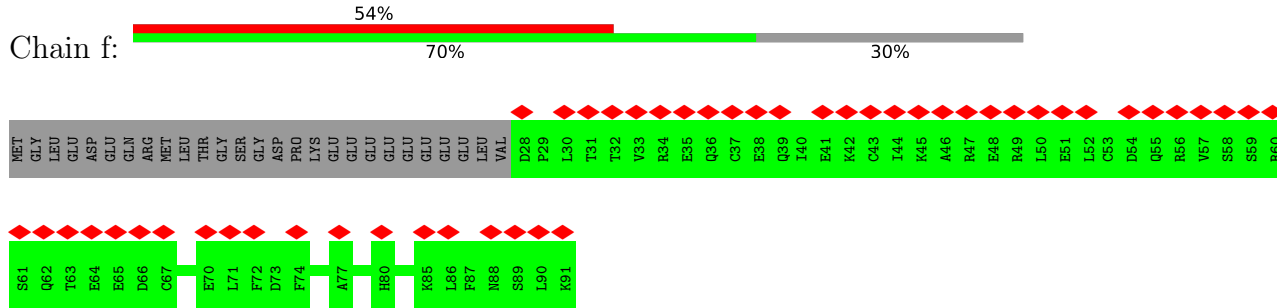 54%
Chain f:
70% 30%
MET GLY LEU GLU ASP GLU GLN ARG MET LEU THR GLY SER GLY ASP PRO LYS GLU GLU GLU GLU GLU GLU GLU LEU VAL D28 P29 L30 T31 T32 V33 R34 E35 Q36 C37 E38 Q39 I40 E41 K42 C43 I44 K45 A46 R47 E48 R49 L50 E51 L52 C53 D54 Q55 R56 V57 S58 S59 R60
S61 Q62 T63 E64 E65 D66 C67 E70 L71 F72 D73 F74 A77 H80 K85 L86 F87 N88 S89 L90 K91